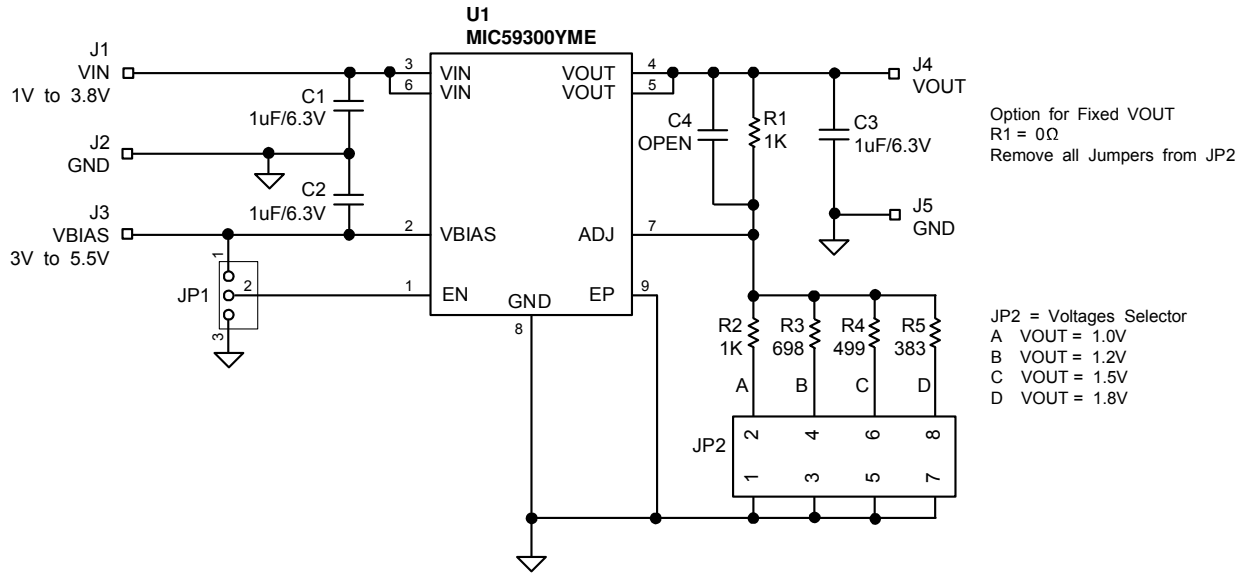 U1
MIC59300YME
J1
VIN
1V to 3.8V
C1
1uF/6.3V
J2
GND
C2
1uF/6.3V
J3
VBIAS
3V to 5.5V
JP1
1
2
3
3
6
2
1
VIN
VIN
VBIAS
EN
GND
8
VOUT
VOUT
ADJ
EP
4
5
7
9
C4
OPEN
R1
1K
C3
1uF/6.3V
J4
VOUT
J5
GND
Option for Fixed VOUT
R1 = 0Ω
Remove all Jumpers from JP2
R2
1K
R3
698
R4
499
R5
383
A B C D
JP2
2 4 6 8
1 3 5 7
JP2 = Voltages Selector
A VOUT = 1.0V
B VOUT = 1.2V
C VOUT = 1.5V
D VOUT = 1.8V